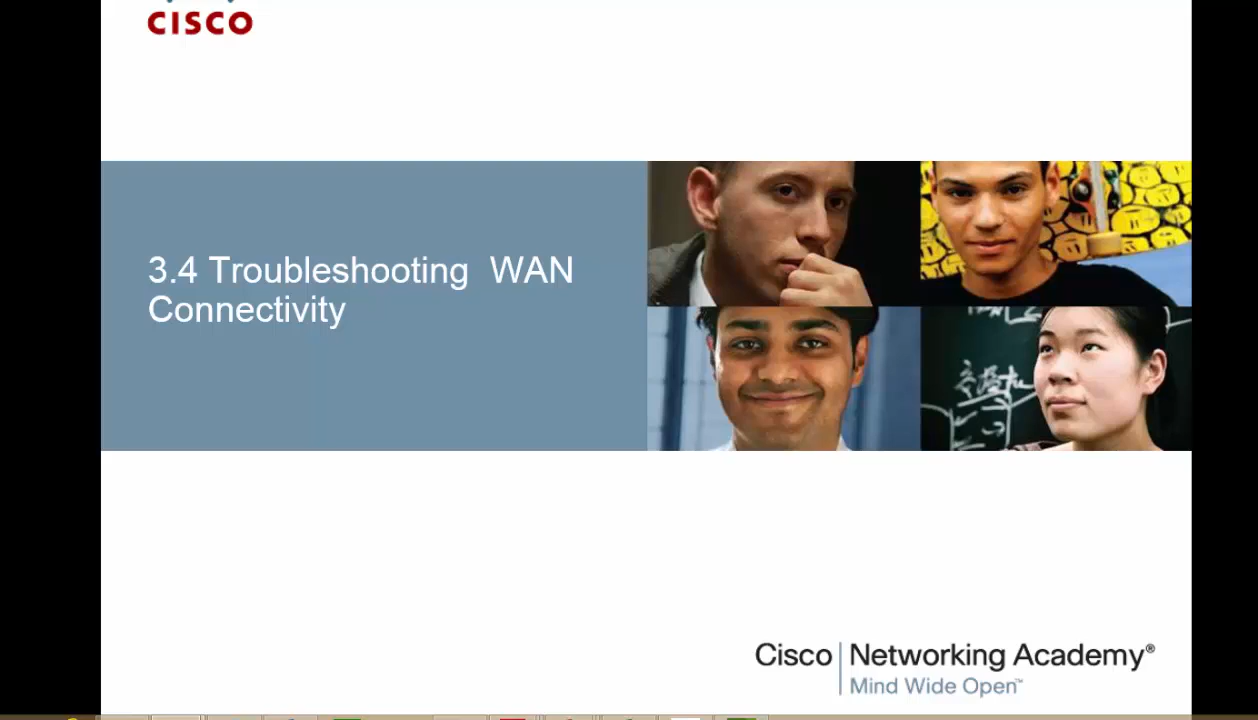 CISCO
3.4 Troubleshooting WAN
Connectivity
Cisco Networking Academy®
Mind Wide Open™